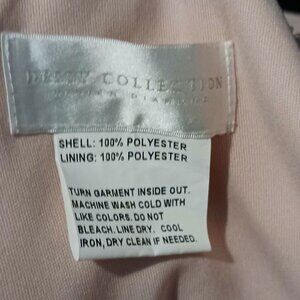 COLLECTION
SHELL: 100% POLYESTER
LINING: 100% POLYESTER
TURN GARMENT INSIDE OUT.
MACHINE WASH COLD WITH
LIKE COLORS. DO NOT
BLEACH. LINE DRY. COOL
IRON, DRY CLEAN IF NEEDED.